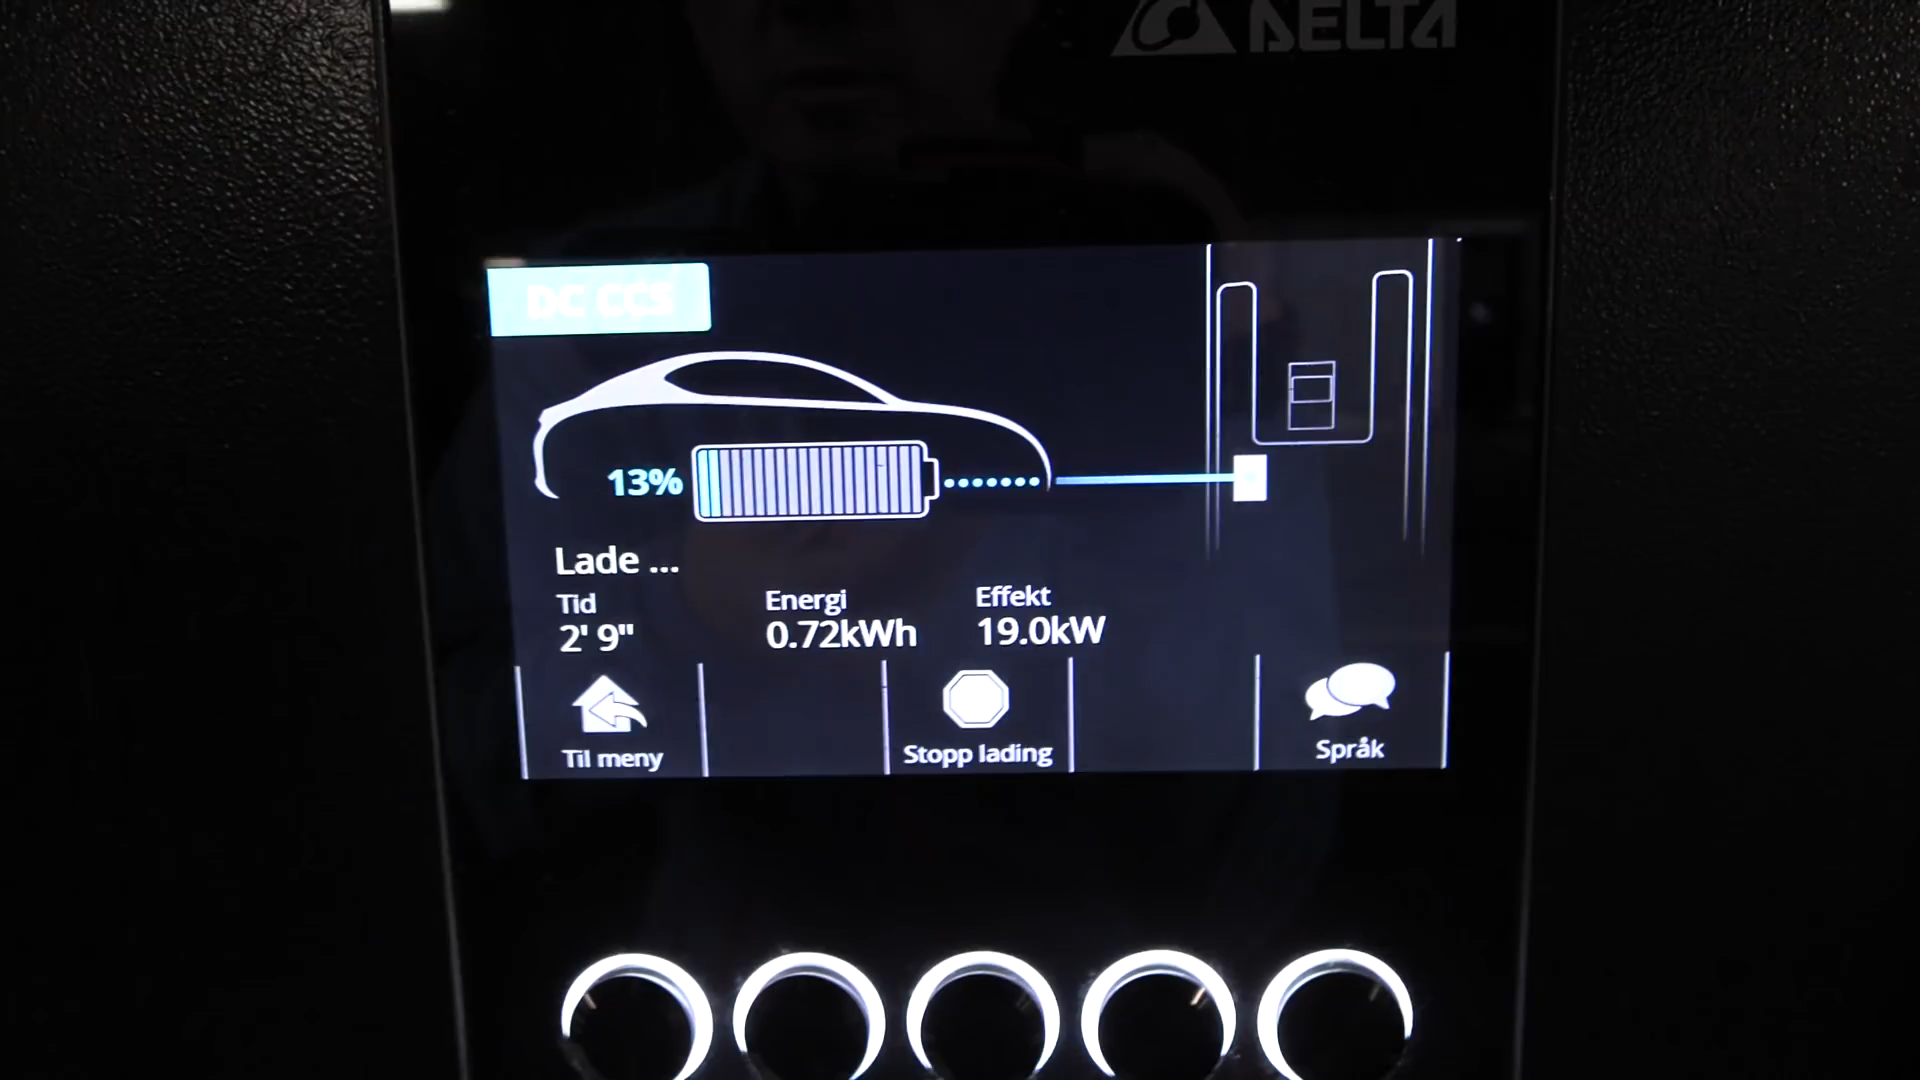 DELTA
DC CCS
13%
Lade ...
Tid
2' 9"
Energi
0.72kWh
Effekt
19.0kW
Til meny
Stopp lading
Språk